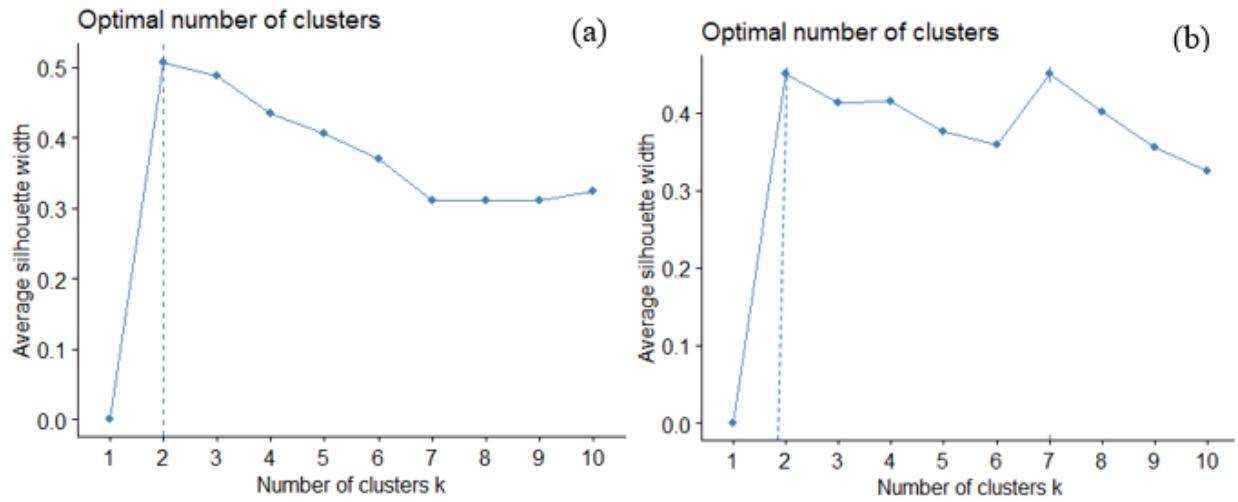 Optimal number of clusters
(a)
Average silhouette width
0.5
0.4
0.3
0.2
0.1
0.0
1 2 3 4 5 6 7 8 9 10
Number of clusters k
Optimal number of clusters
(b)
Average silhouette width
0.4
0.3
0.2
0.1
0.0
1 2 3 4 5 6 7 8 9 10
Number of clusters k